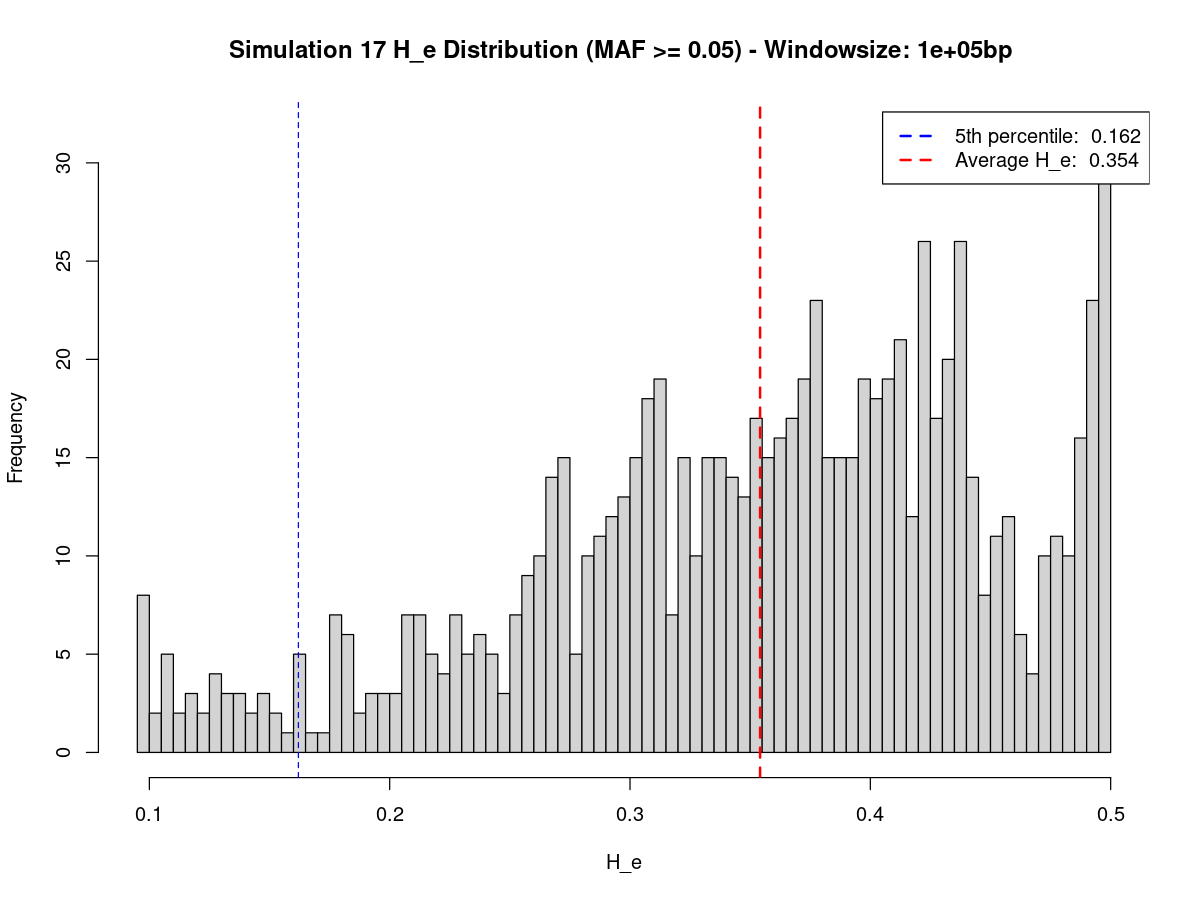 Simulation 17 H_e Distribution (MAF >= 0.05) - Windowsize: 1e+05bp
5th percentile: 0.162
Average H_e: 0.354
Frequency
30
25
20
15
10
5
0
0.1 0.2 0.3 0.4 0.5
H_e